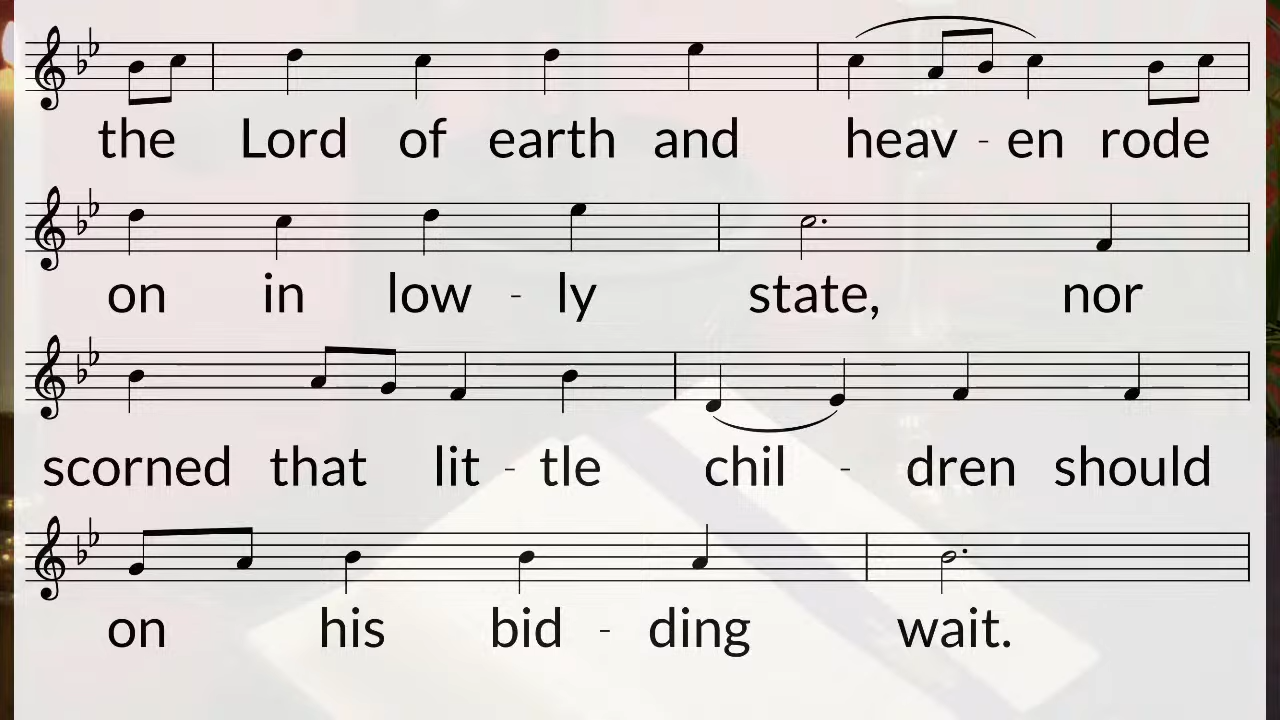 the Lord of earth and heav - en rode
on in low - ly state, nor
scorned that lit - tle chil - dren should
on his bid - ding wait.